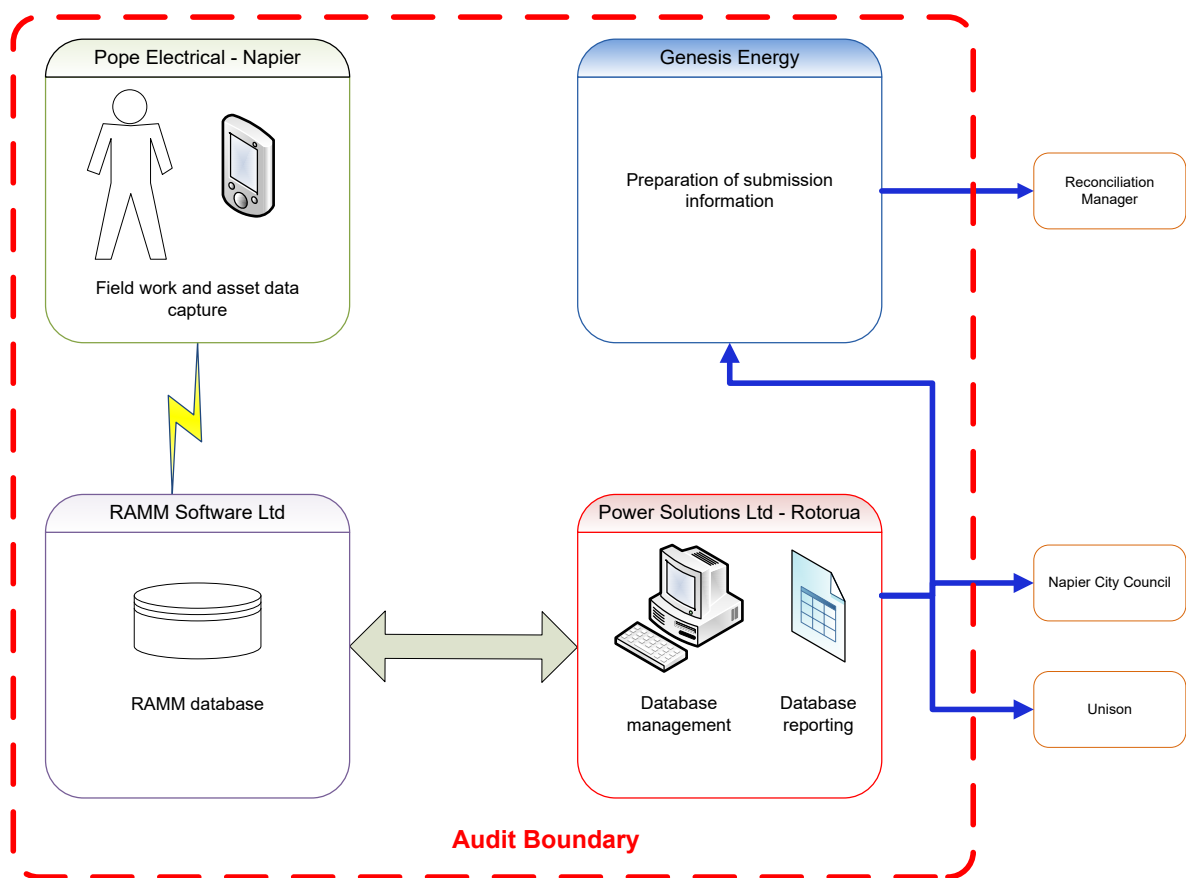 Pope Electrical - Napier
Field work and asset data
capture
Genesis Energy
Preparation of submission
information
Reconciliation
Manager
RAMM Software Ltd
RAMM database
Power Solutions Ltd - Rotorua
Database
management
Database
reporting
Napier City Council
Unison
Audit Boundary